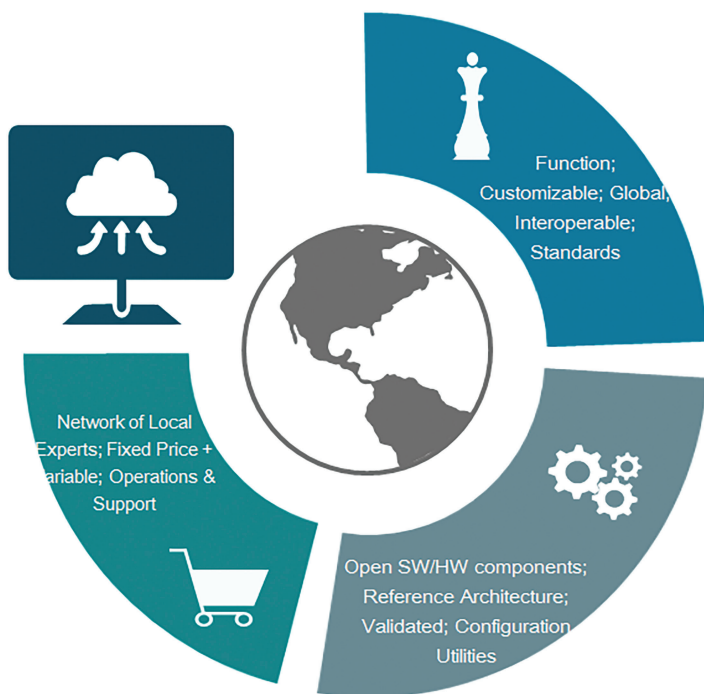 Function;
Customizable; Global,
Interoperable;
Standards
Network of Local
Experts; Fixed Price +
ariable; Operations &
Support
Open SW/HW components;
Reference Architecture;
Validated; Configuration
Utilities